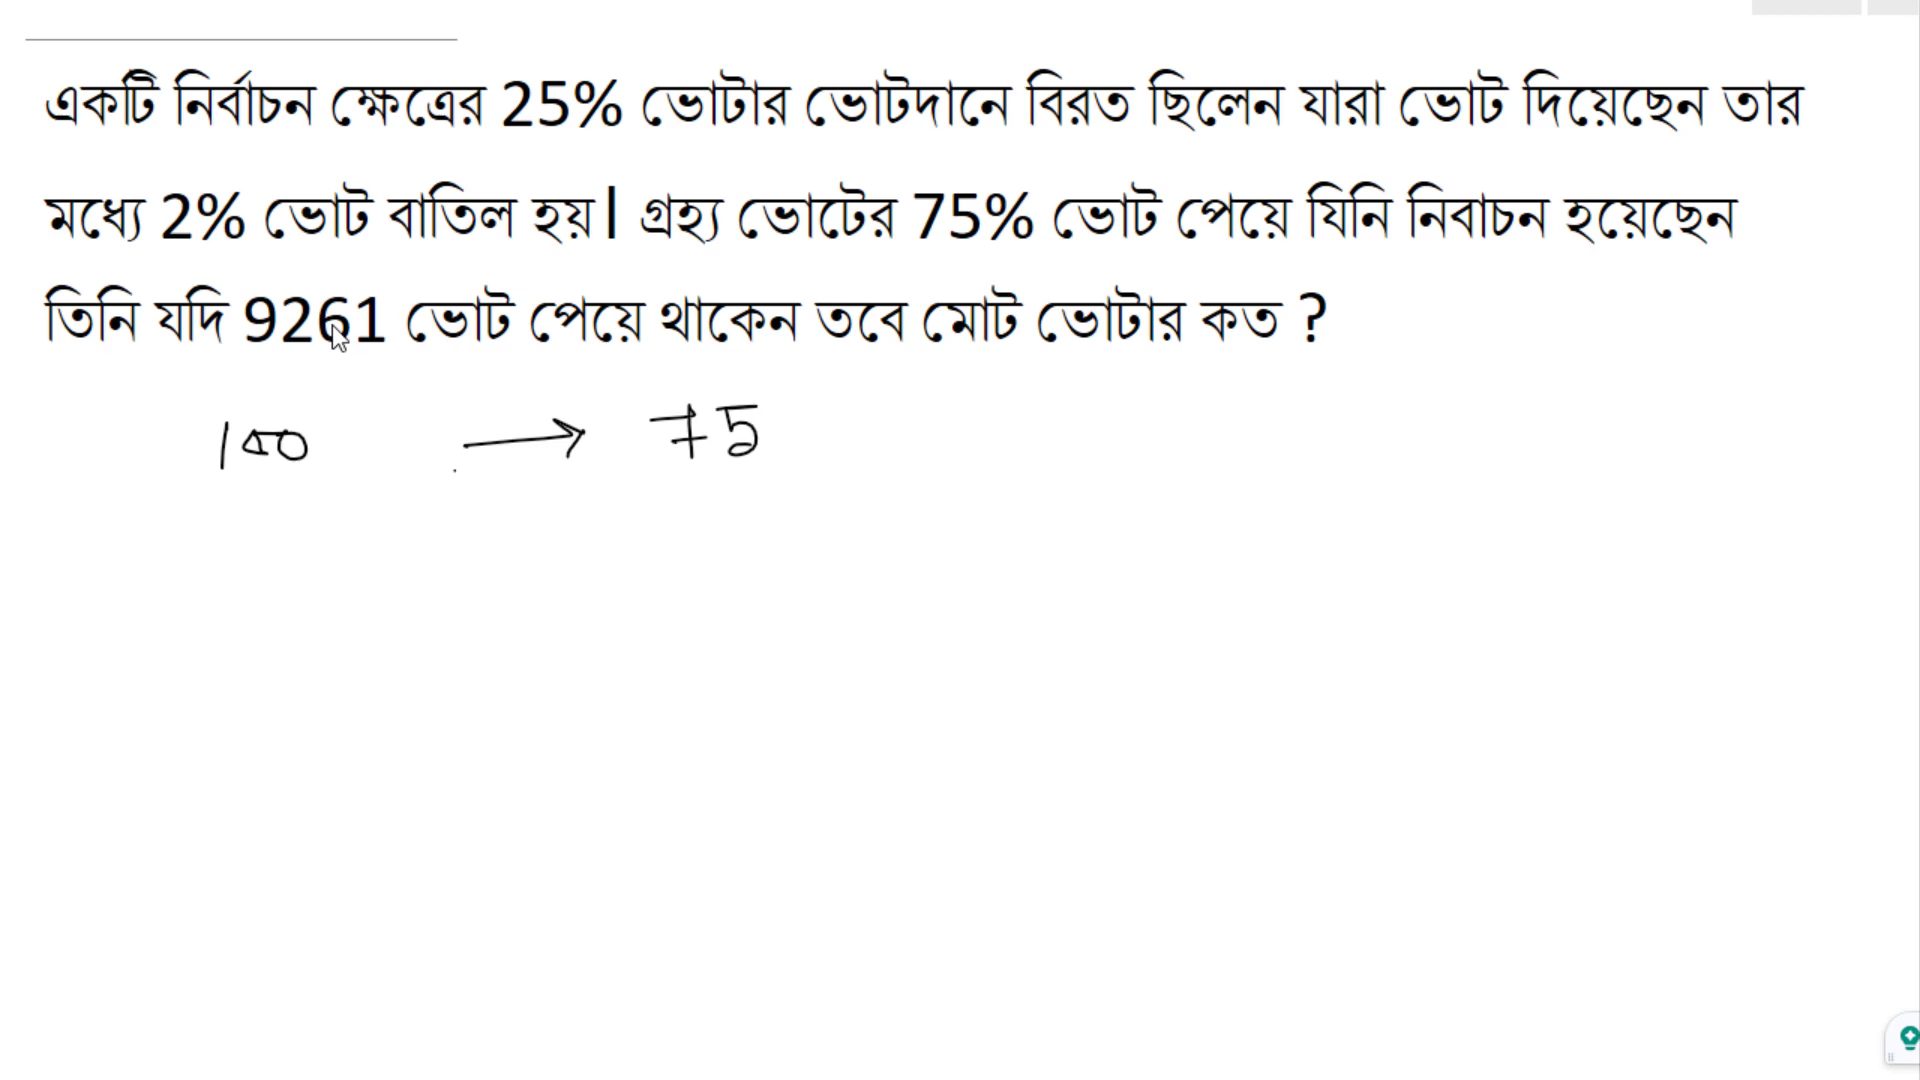 একটি নির্বাচন ক্ষেত্রের 25% ভোটার ভোটদানে বিরত ছিলেন যারা ভোট দিয়েছেন তার
মধ্যে 2% ভোট বাতিল হয়। গ্রহ্য ভোটের 75% ভোট পেয়ে যিনি নিবাচন হয়েছেন
তিনি যদি 9261 ভোট পেয়ে থাকেন তবে মোট ভোটার কত ?
100 → 75